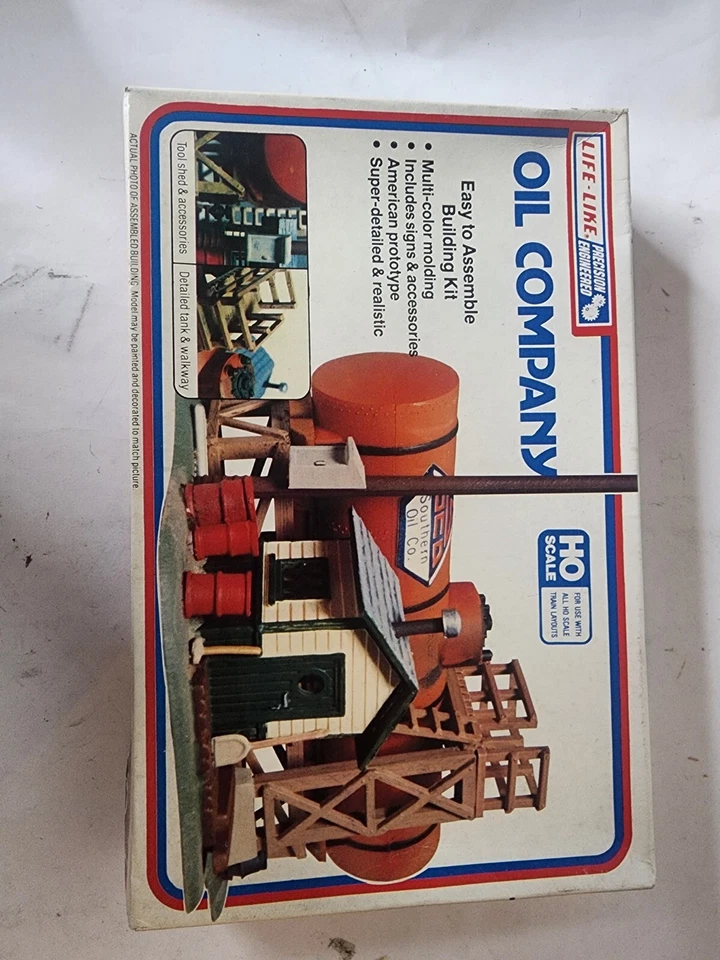 LIFE-LIKE®
PRECISION
ENGINEERED
OIL COMPANY
HO
SCALE
FOR USE WITH
ALL HO SCALE
TRAIN LAYOUTS
Easy to Assemble
Building Kit
• Multi-color molding
• Includes signs & accessories
• American prototype
• Super-detailed & realistic
Southern
Oil Co.
Tool shed & accessories
Detailed tank & walkway
ACTUAL PHOTO OF ASSEMBLED BUILDING. Model may be painted and decorated to match picture.